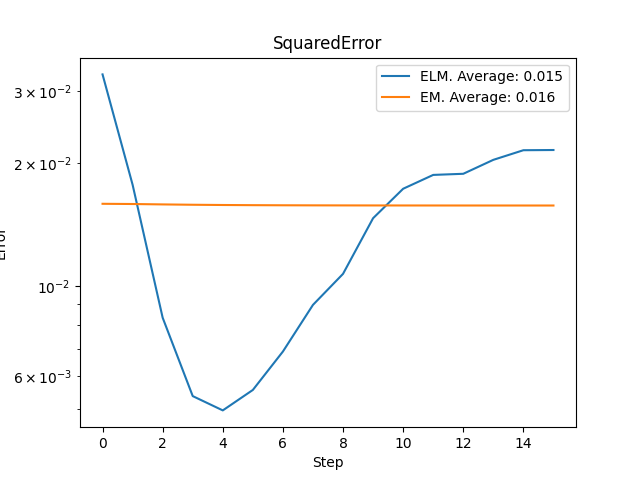 SquaredError
ELM. Average: 0.015
EM. Average: 0.016
3 × 10⁻²
2 × 10⁻²
10⁻²
6 × 10⁻³
Error
0 2 4 6 8 10 12 14
Step